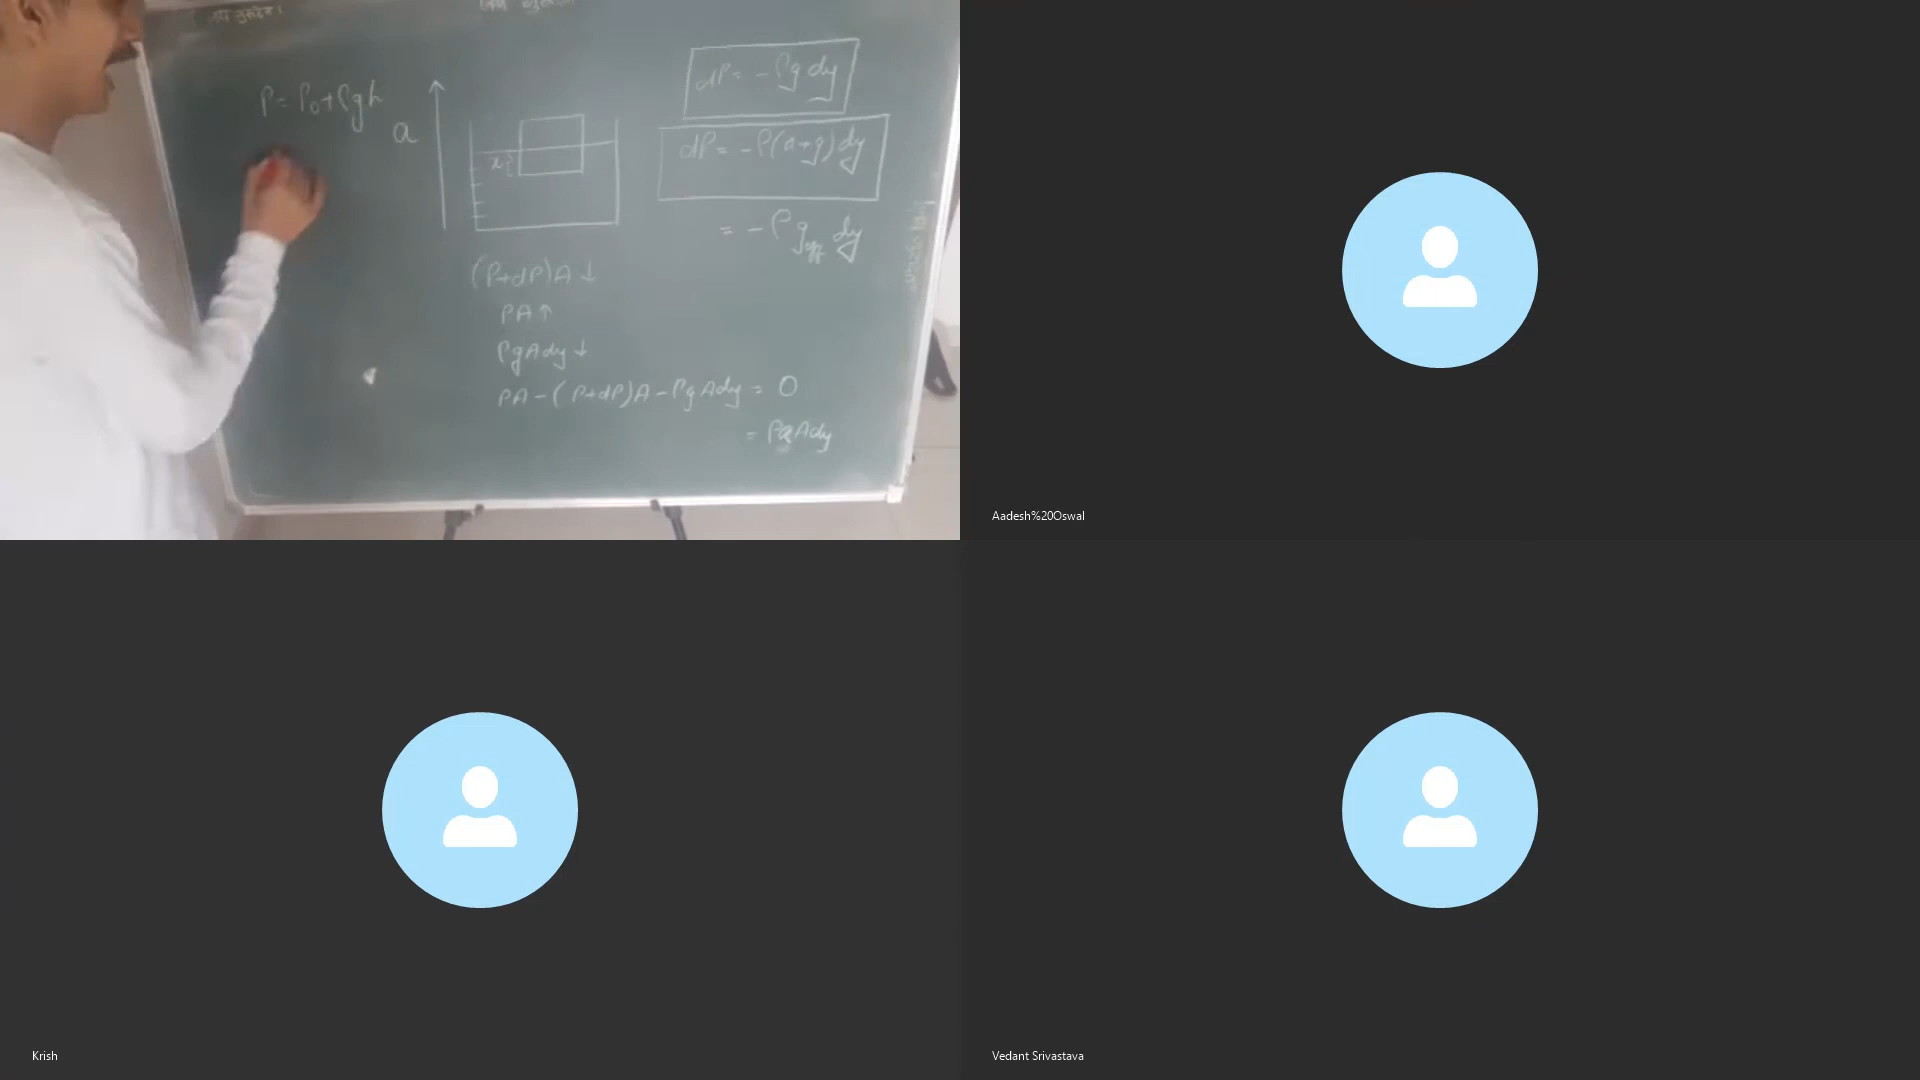 जय गुरुदेव।
P = P₀ + ρgh
a
x
dP = - ρg dy
dP = - ρ(a+g) dy
= - ρ g_eff dy
(P+dP)A ↓
PA ↑
ρgAdy ↓
PA - (P+dP)A - ρgAdy = 0
= ρaAdy
Aadesh%20Oswal
Krish
Vedant Srivastava